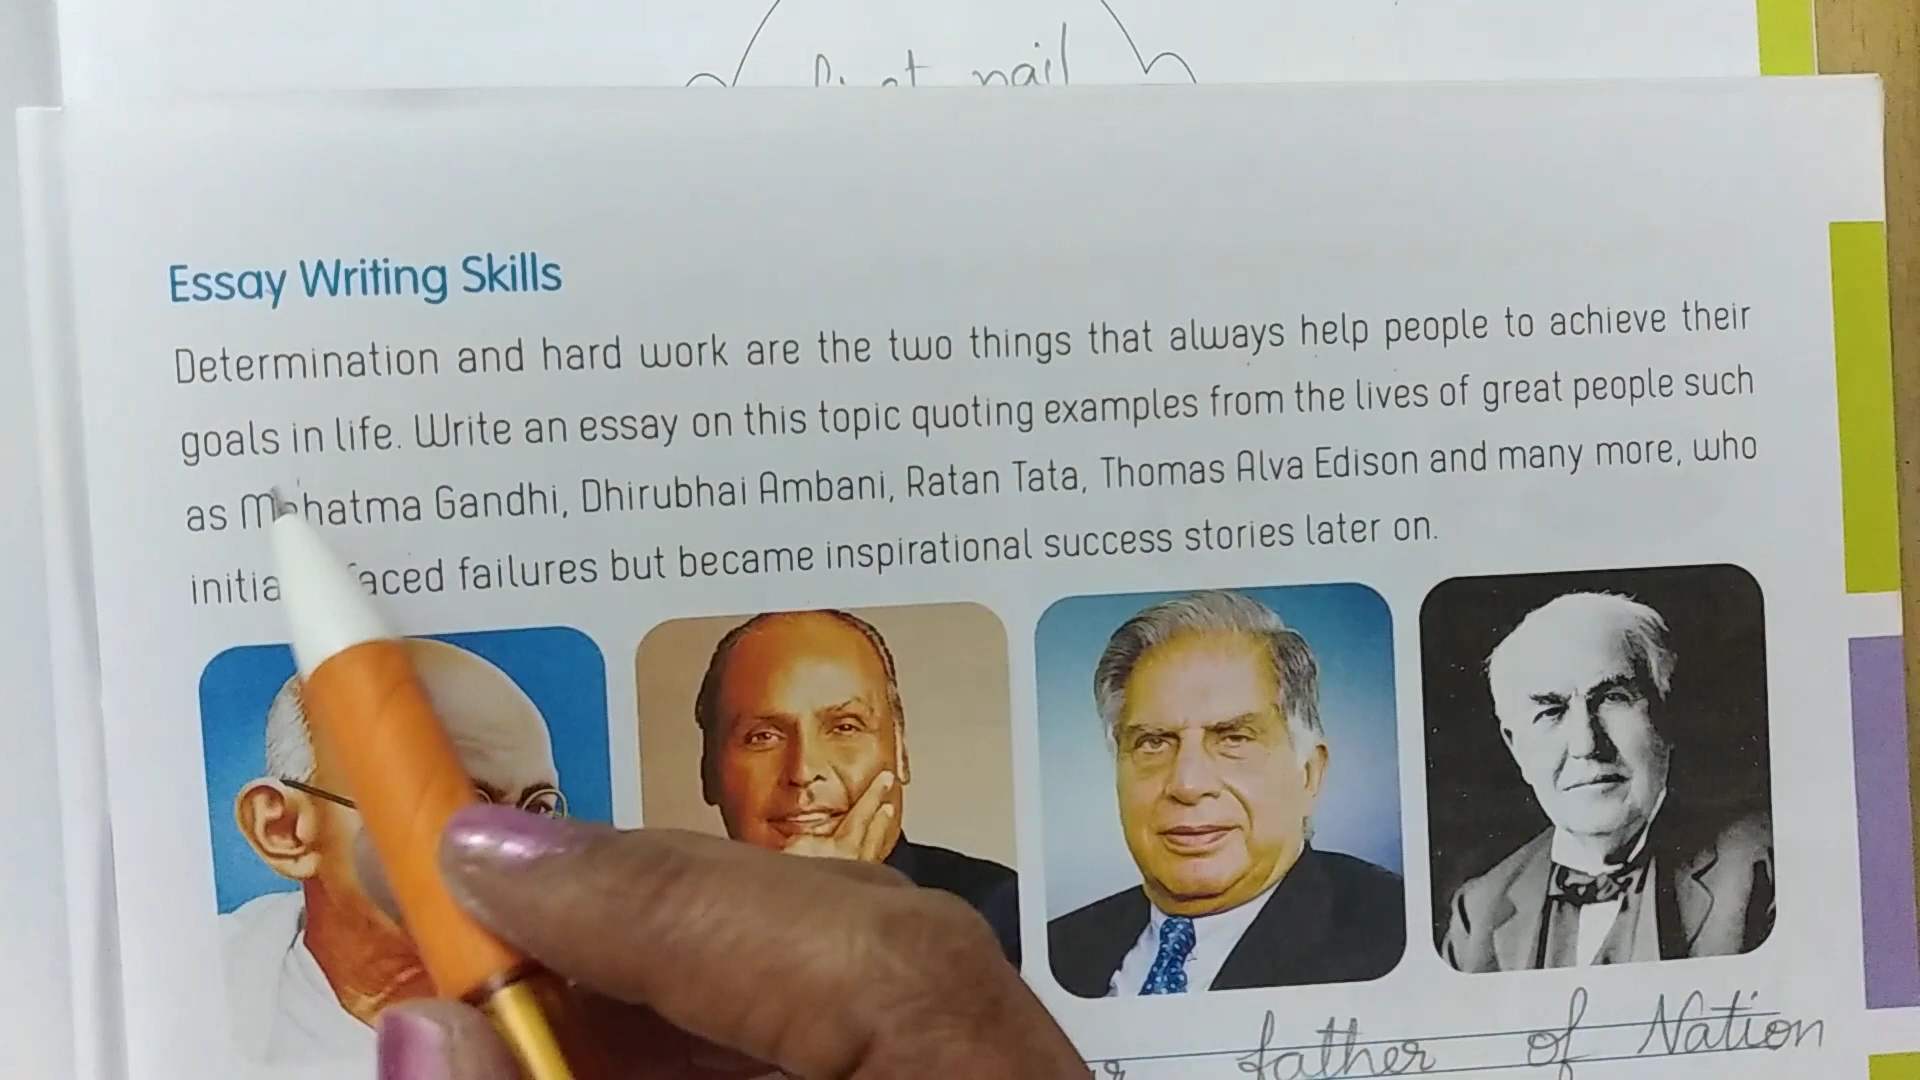 nail
Essay Writing Skills
Determination and hard work are the two things that always help people to achieve their
goals in life. Write an essay on this topic quoting examples from the lives of great people such
as Mahatma Gandhi, Dhirubhai Ambani, Ratan Tata, Thomas Alva Edison and many more, who
faced failures but became inspirational success stories later on.
father of Nation